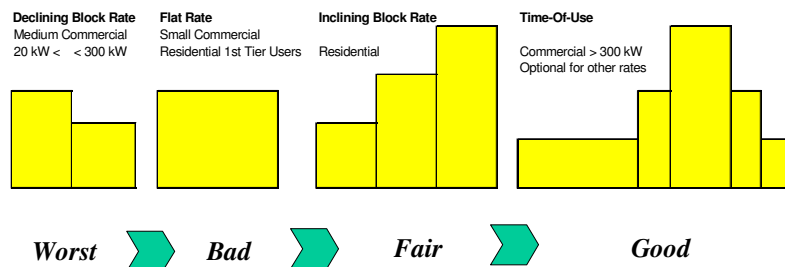 Declining Block Rate
Medium Commercial
20 kW < < 300 kW
Flat Rate
Small Commercial
Residential 1st Tier Users
Inclining Block Rate
Residential
Time-Of-Use
Commercial > 300 kW
Optional for other rates
Worst
Bad
Fair
Good